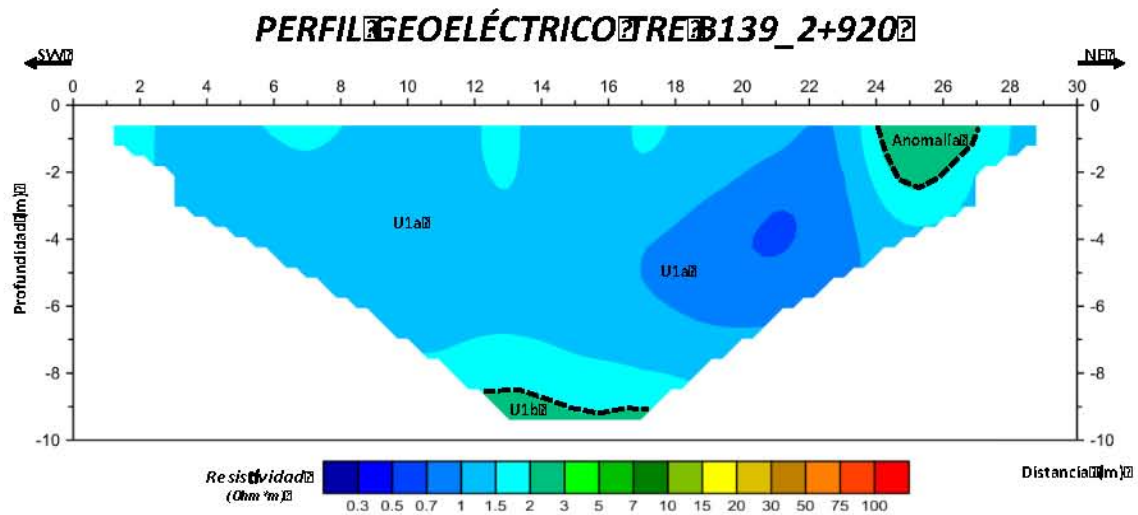 PERFIL GEOELÉCTRICO TRE B139_2+920
SW NE
0 2 4 6 8 10 12 14 16 18 20 22 24 26 28 30
0 0
Anomalía
-2 -2
U1a
-4 -4
U1a
Profundidad (m)
-6 -6
-8 -8
U1b
-10 -10
Resistividad
(Ohm*m)
Distancia (m)
0.3 0.5 0.7 1 1.5 2 3 5 7 10 15 20 30 50 75 100